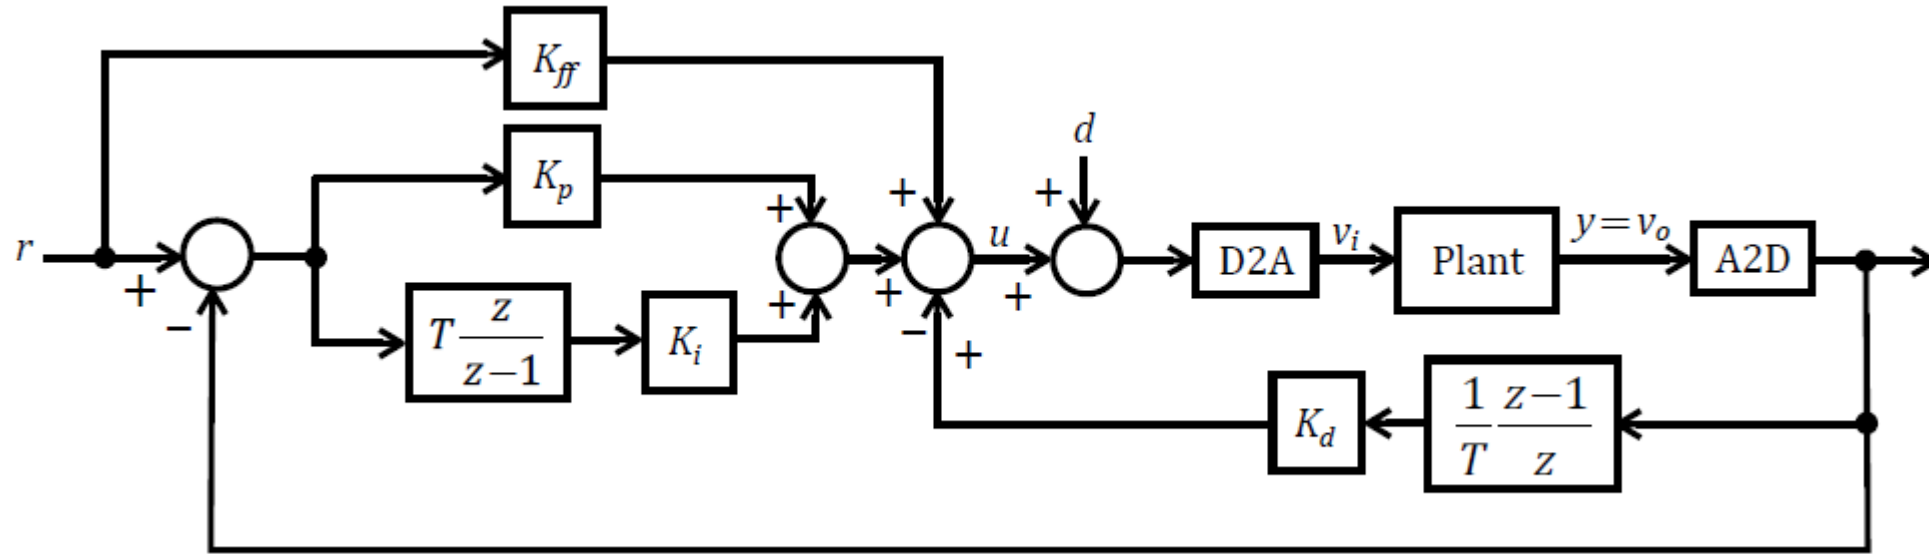 K_ff
K_p
d
+
+
+
u
v_i
y=v_o
r
D2A
Plant
A2D
+
−
T z/(z−1)
K_i
+
+
−
+
+
K_d
1/T z−1/z